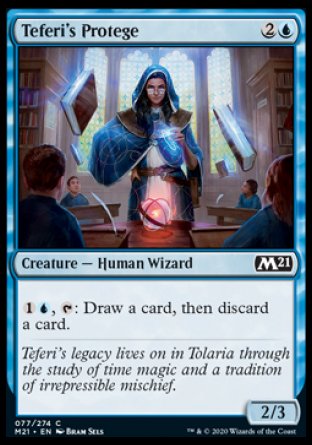 Teferi's Protege 2
Creature — Human Wizard M21
1, : Draw a card, then discard
a card.
Teferi's legacy lives on in Tolaria through
the study of time magic and a tradition
of irrepressible mischief.
077/274 C
M21 • EN BRAM SELS
™ & © 2020 Wizards of the Coast
2/3